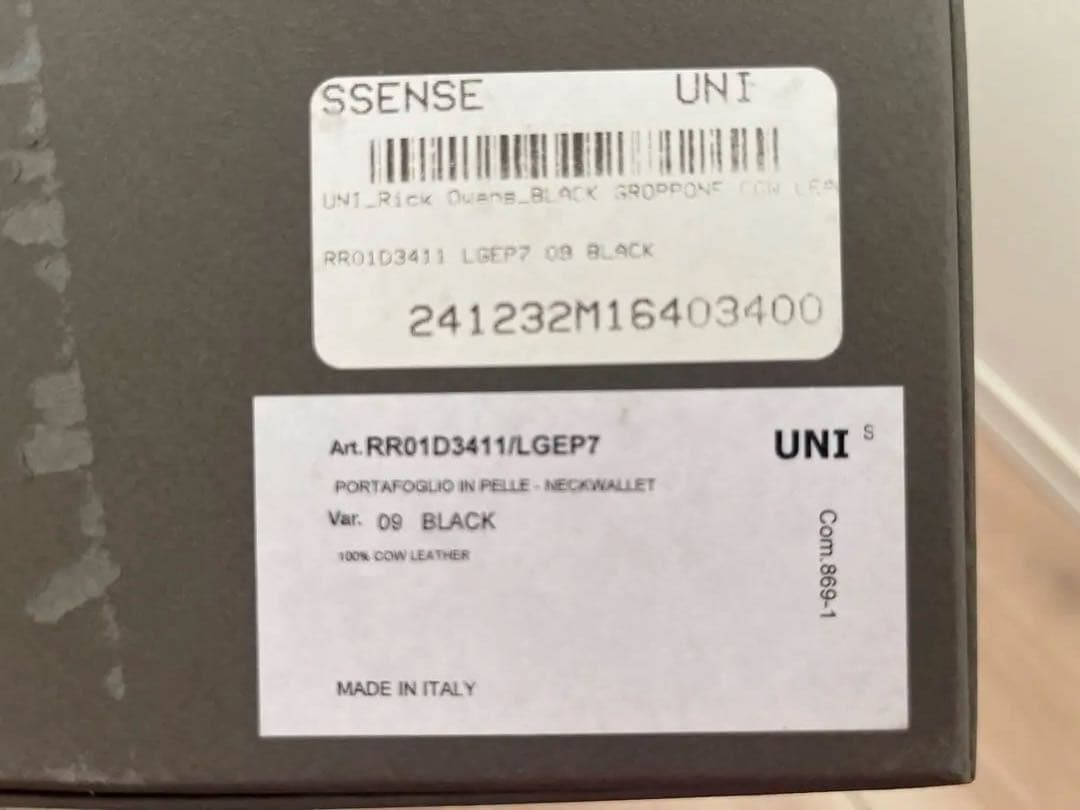 SSENSE UNI
UNI_Rick Owens_BLACK GROPPONE
RR01D3411 LGEP7 09 BLACK
241232M16403400
Art.RR01D3411/LGEP7 UNI S
PORTAFOGLIO IN PELLE - NECKWALLET
Var. 09 BLACK
100% COW LEATHER
Com.869-1
MADE IN ITALY